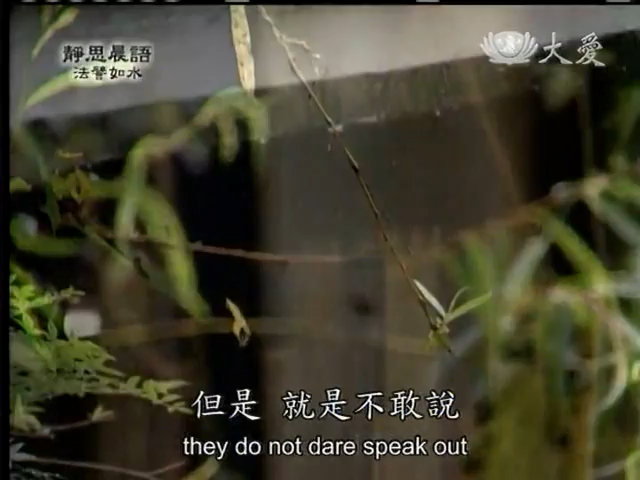 靜思晨語
法譬如水
大愛
但是 就是不敢說
they do not dare speak out